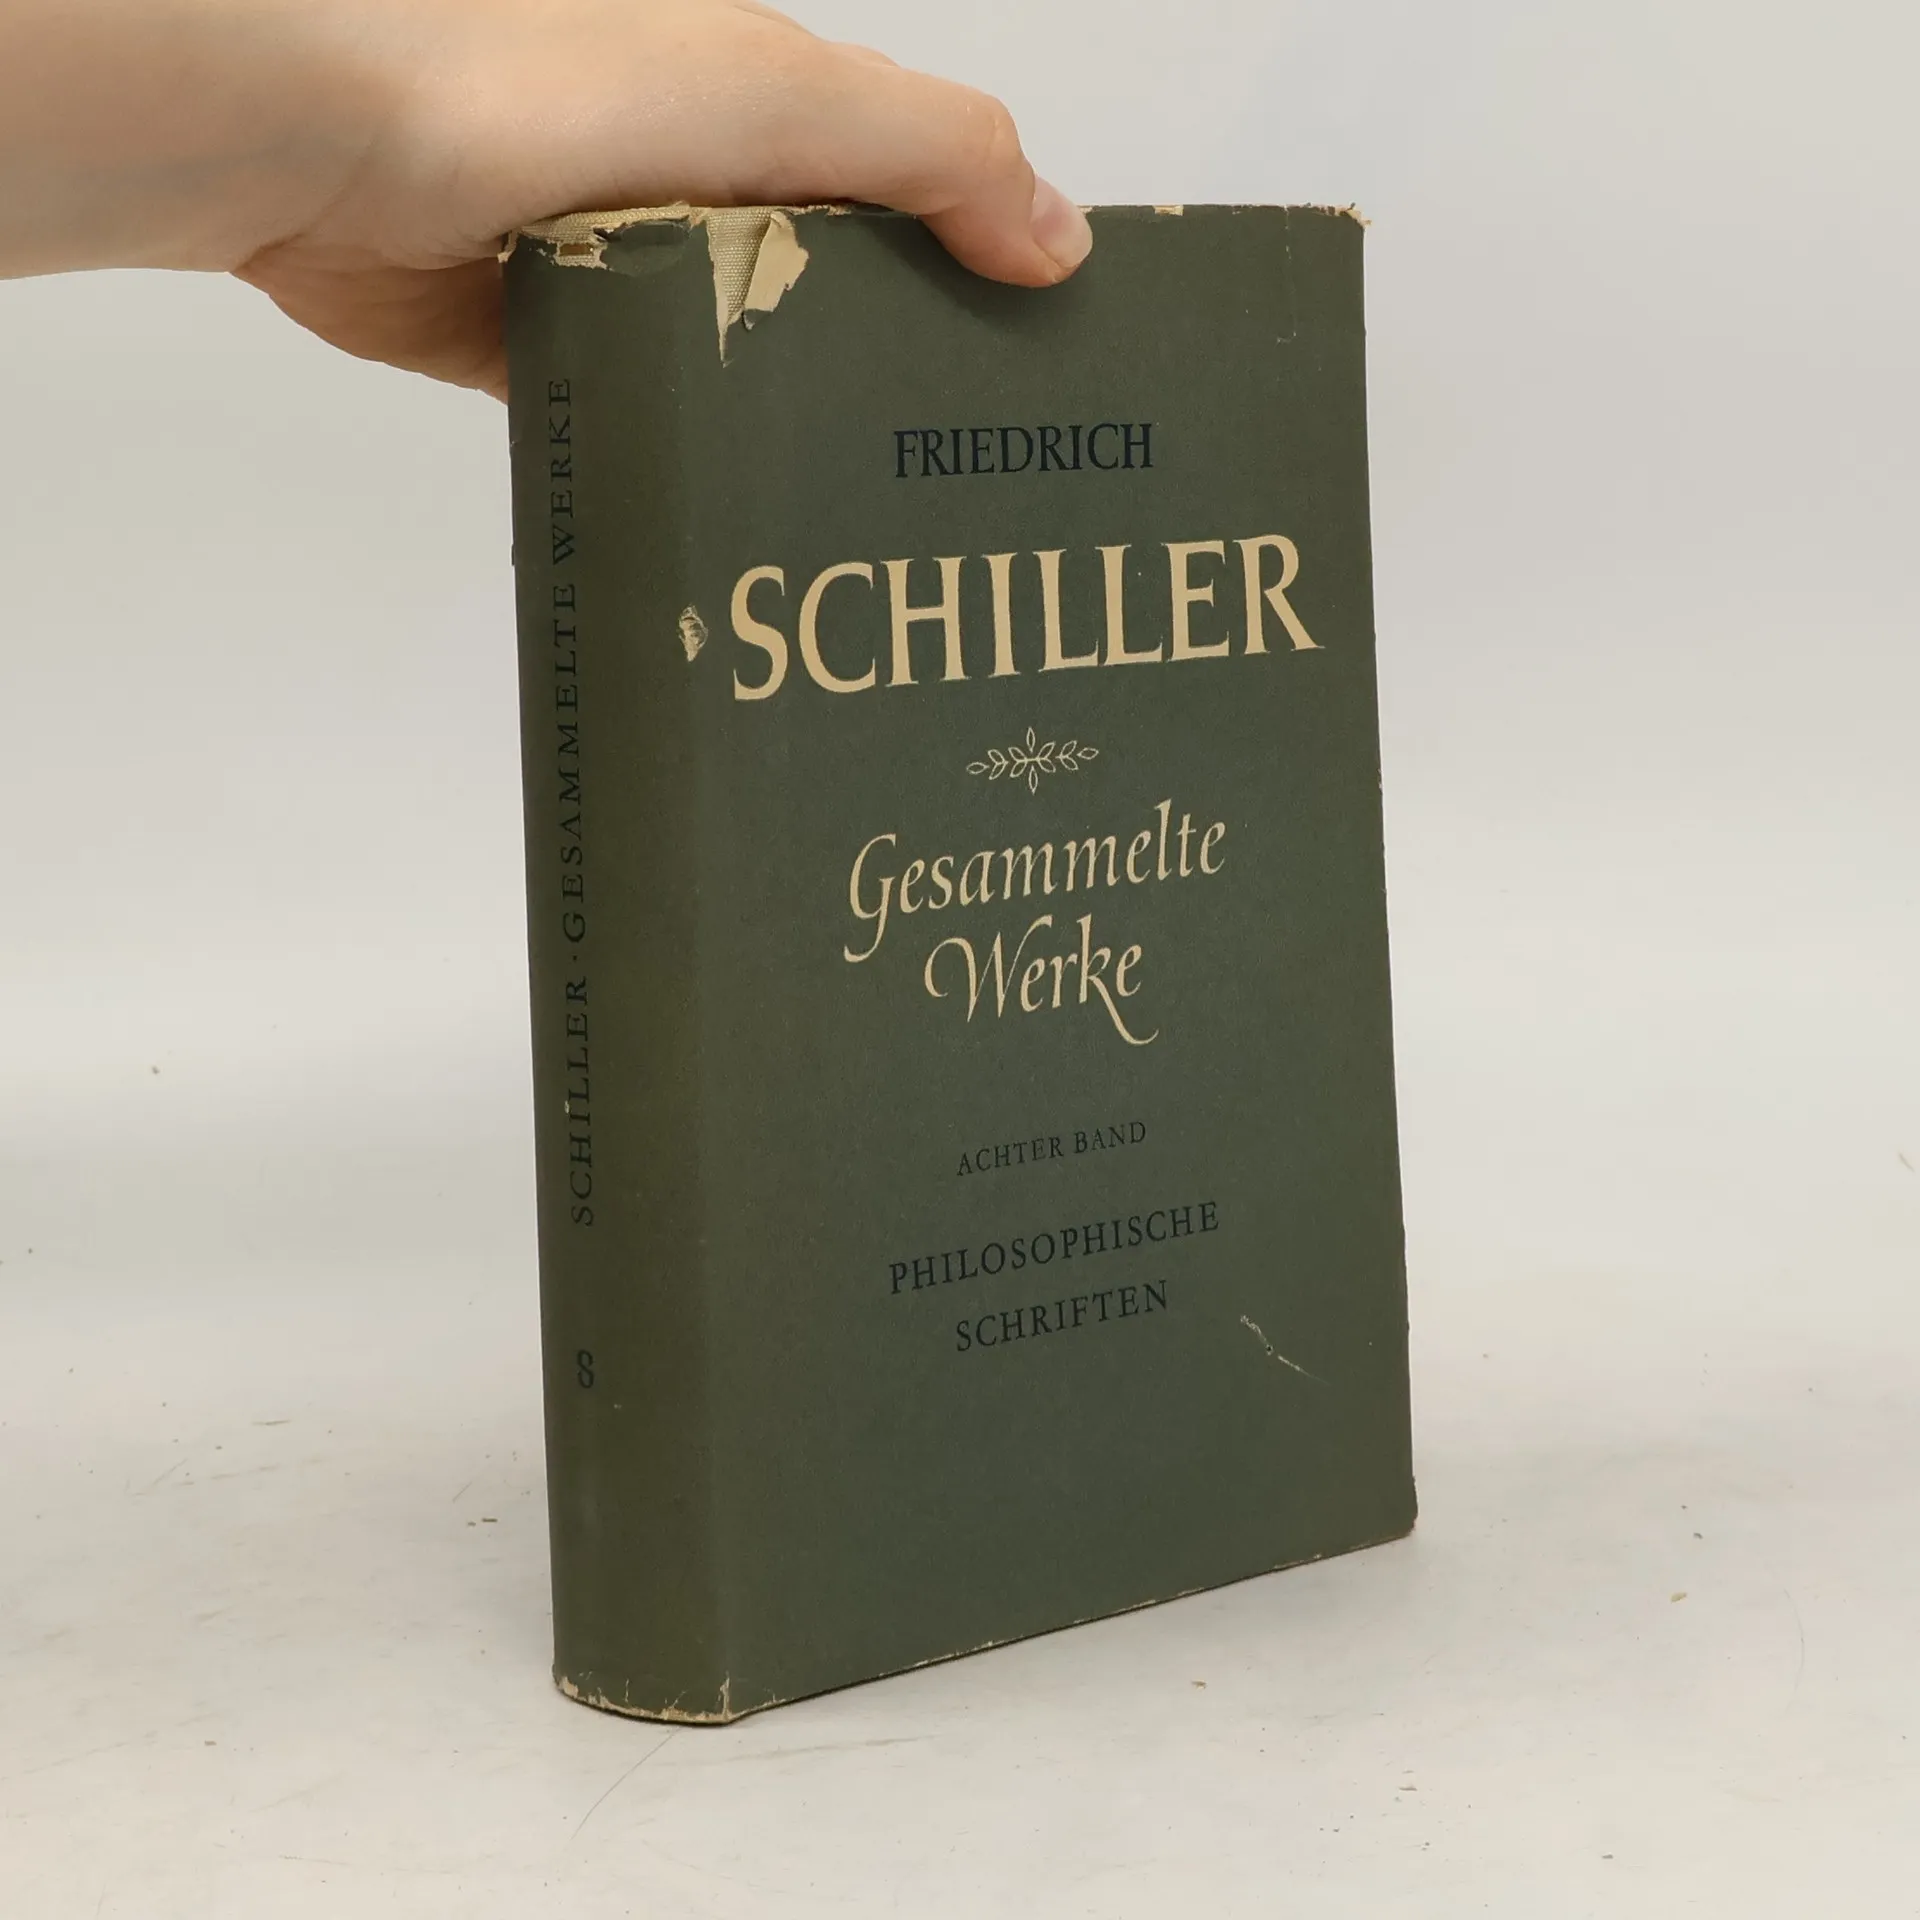 SCHILLER · GESAMMELTE WERKE
8
FRIEDRICH
SCHILLER
Gesammelte
Werke
ACHTER BAND
PHILOSOPHISCHE
SCHRIFTEN